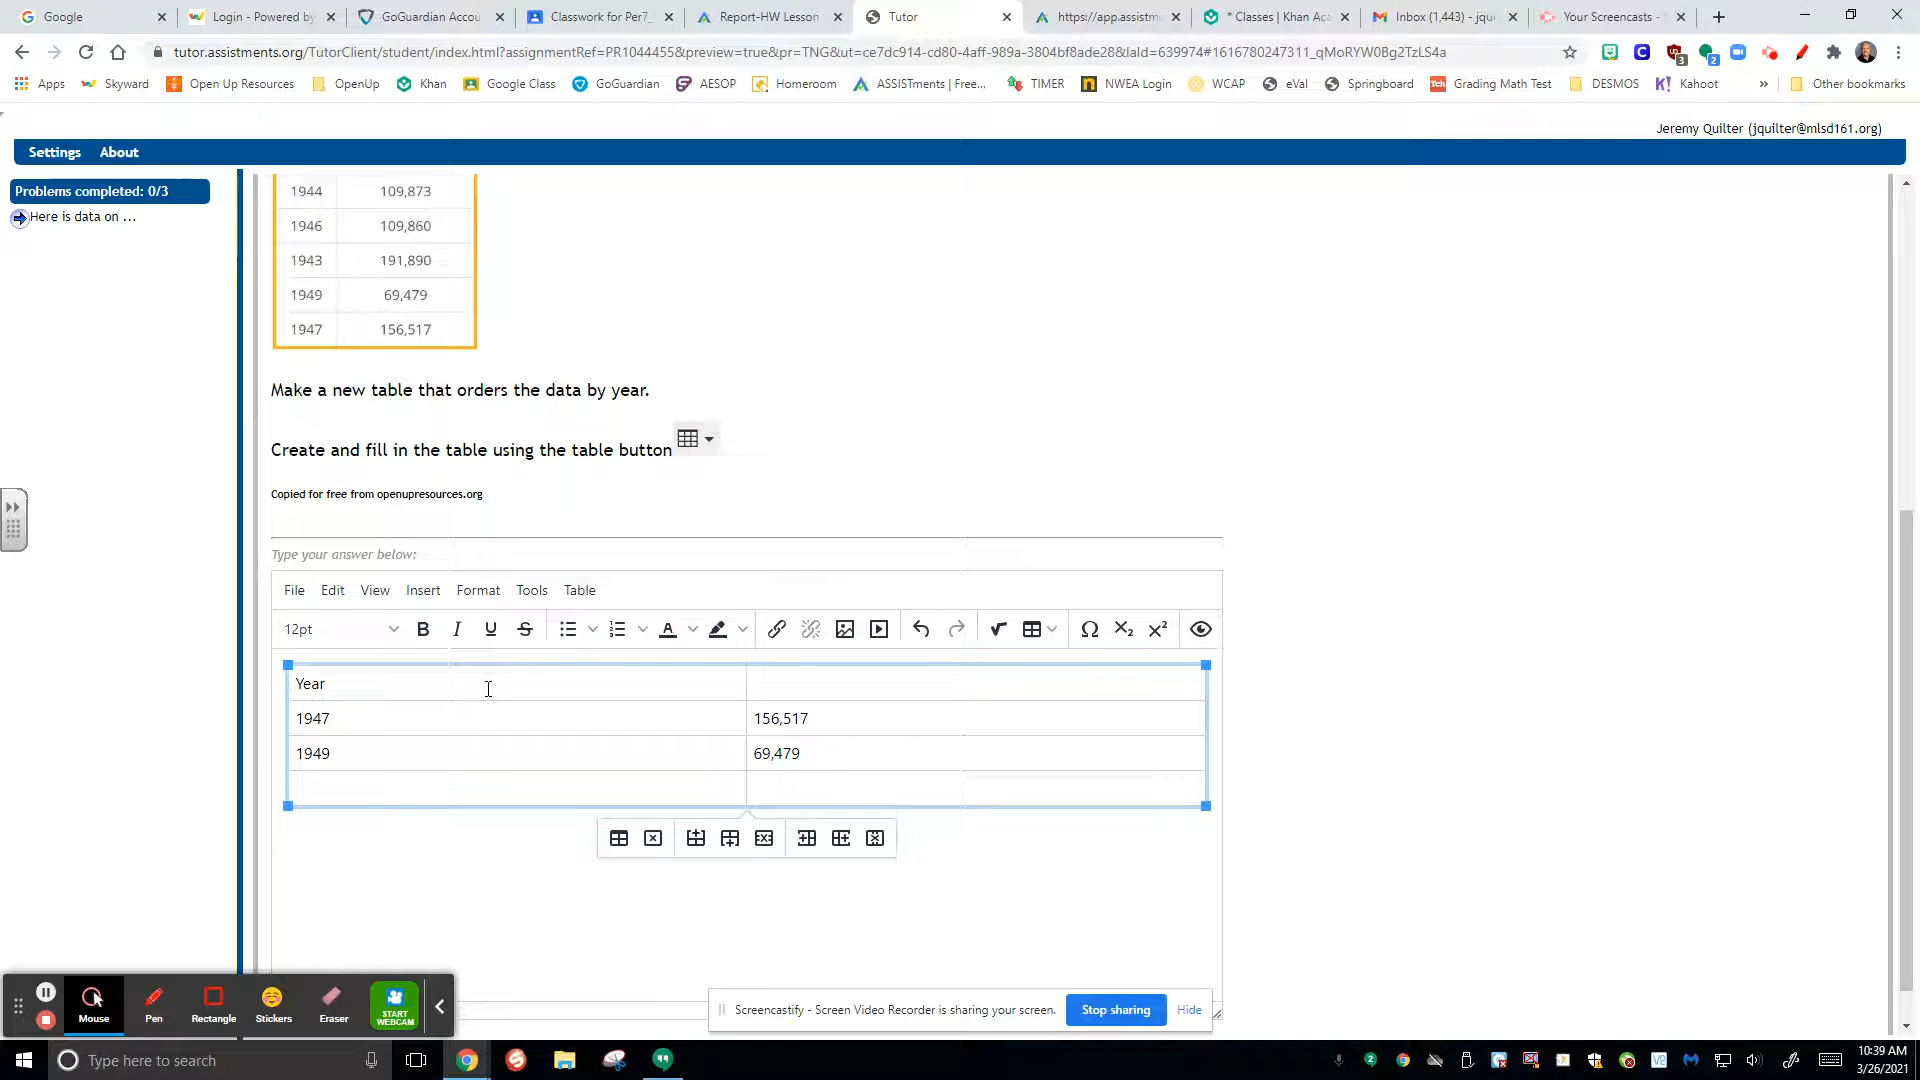 Google
Login - Powered by
GoGuardian Accou
Classwork for Per7_
Report-HW Lesson
Tutor
https://app.assistm
* Classes | Khan Aca
Inbox (1,443) - jqu
Your Screencasts -
tutor.assistments.org/TutorClient/student/index.html?assignmentRef=PR1044455&preview=true&pr=TNG&ut=ce7dc914-cd80-4aff-989a-3804bf8ade28&laId=639974#1616780247311_qMoRYW0Bg2TzLS4a
Apps
Skyward
Open Up Resources
OpenUp
Khan
Google Class
GoGuardian
AESOP
Homeroom
ASSISTments | Free...
TIMER
NWEA Login
WCAP
eVal
Springboard
Grading Math Test
DESMOS
Kahoot
Other bookmarks
Jeremy Quilter (jquilter@mlsd161.org)
Settings About
Problems completed: 0/3
Here is data on ...
1944 109,873
1946 109,860
1943 191,890
1949 69,479
1947 156,517
Make a new table that orders the data by year.
Create and fill in the table using the table button
Copied for free from openupresources.org
Type your answer below:
File Edit View Insert Format Tools Table
12pt B I U S A Ω X₂ X²
Year
1947 156,517
1949 69,479
Mouse
Pen
Rectangle
Stickers
Eraser
START WEBCAM
Screencastify - Screen Video Recorder is sharing your screen.
Stop sharing
Hide
Type here to search
10:39 AM
3/26/2021